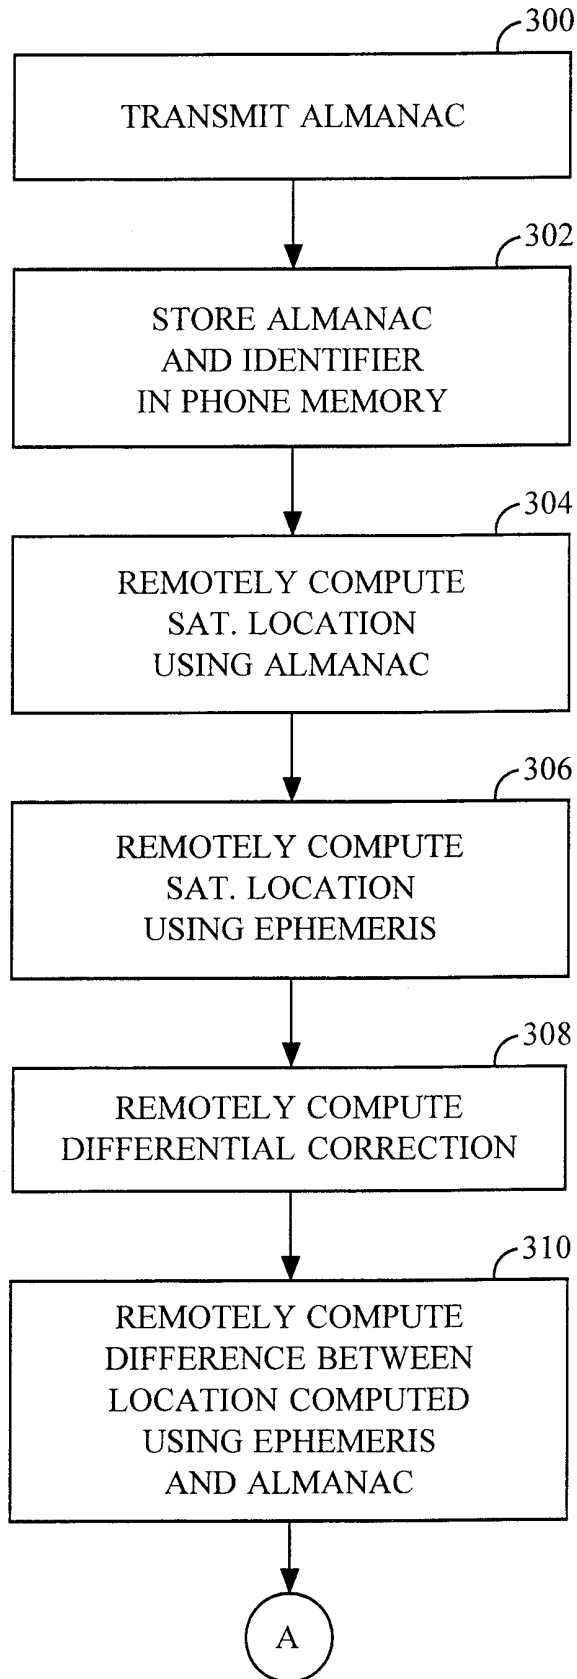 300
TRANSMIT ALMANAC
302
STORE ALMANAC
AND IDENTIFIER
IN PHONE MEMORY
304
REMOTELY COMPUTE
SAT. LOCATION
USING ALMANAC
306
REMOTELY COMPUTE
SAT. LOCATION
USING EPHEMERIS
308
REMOTELY COMPUTE
DIFFERENTIAL CORRECTION
310
REMOTELY COMPUTE
DIFFERENCE BETWEEN
LOCATION COMPUTED
USING EPHEMERIS
AND ALMANAC
A